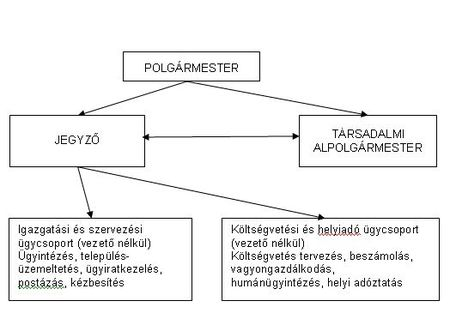 POLGÁRMESTER
JEGYZŐ
TÁRSADALMI
ALPOLGÁRMESTER
Igazgatási és szervezési
ügycsoport (vezető nélkül)
Ügyintézés, település-
üzemeltetés, ügyiratkezelés,
postázás, kézbesítés
Költségvetési és helyiadó ügycsoport
(vezető nélkül)
Költségvetés tervezés, beszámolás,
vagyongazdálkodás,
humánügyintézés, helyi adóztatás